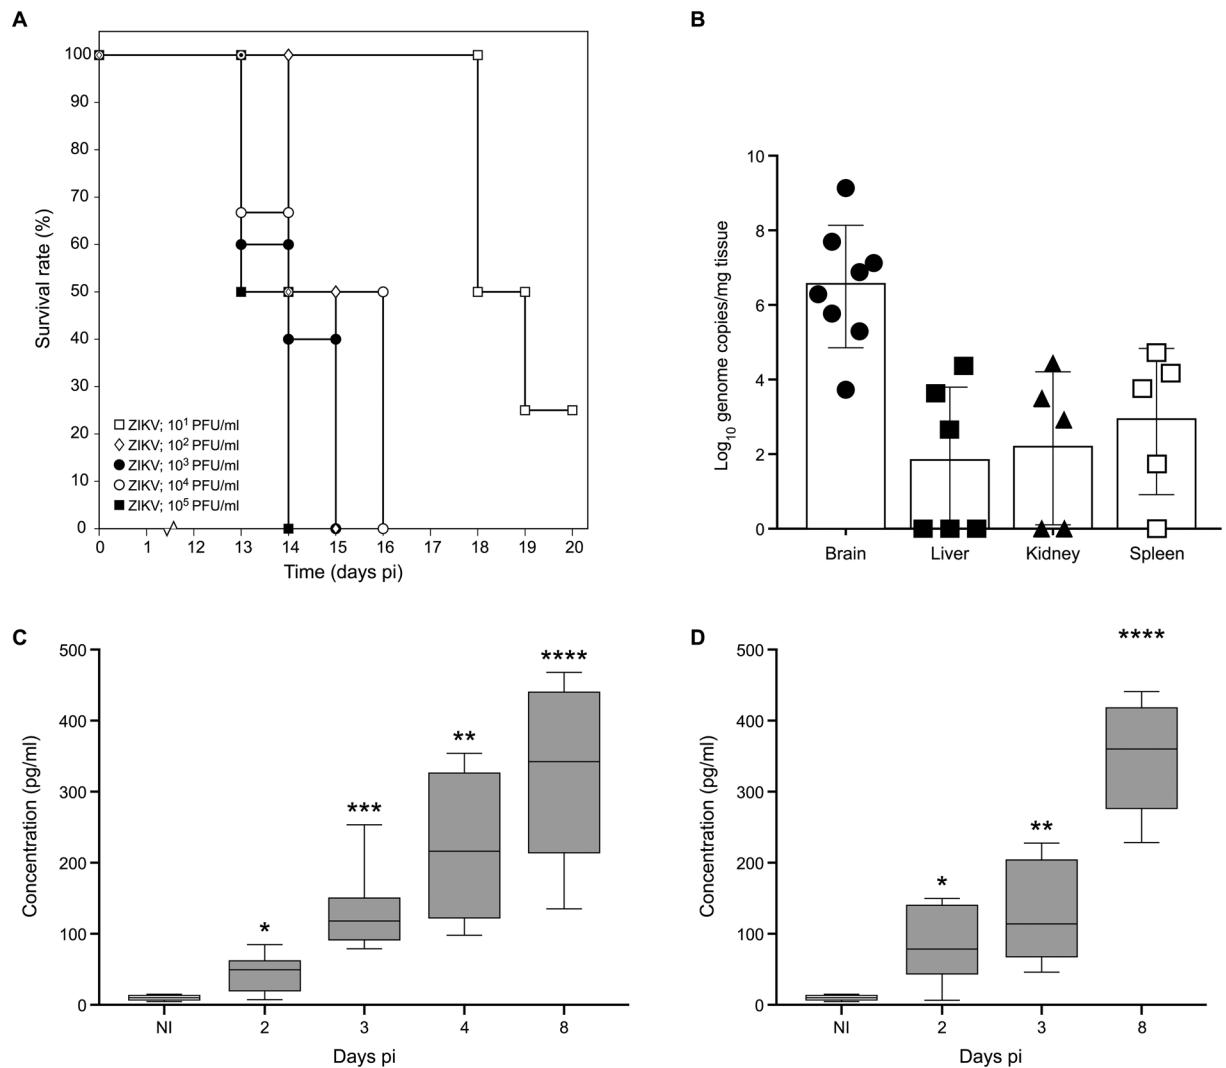 A
Survival rate (%)
100
90
80
70
60
50
40
30
20
10
0
ZIKV; 10¹ PFU/ml
ZIKV; 10² PFU/ml
ZIKV; 10³ PFU/ml
ZIKV; 10⁴ PFU/ml
ZIKV; 10⁵ PFU/ml
0 1 12 13 14 15 16 17 18 19 20
Time (days pi)
B
Log₁₀ genome copies/mg tissue
10
8
6
4
2
0
Brain Liver Kidney Spleen
C
Concentration (pg/ml)
500
400
300
200
100
0
* *** ** ****
NI 2 3 4 8
Days pi
D
Concentration (pg/ml)
500
400
300
200
100
0
* ** ****
NI 2 3 8
Days pi